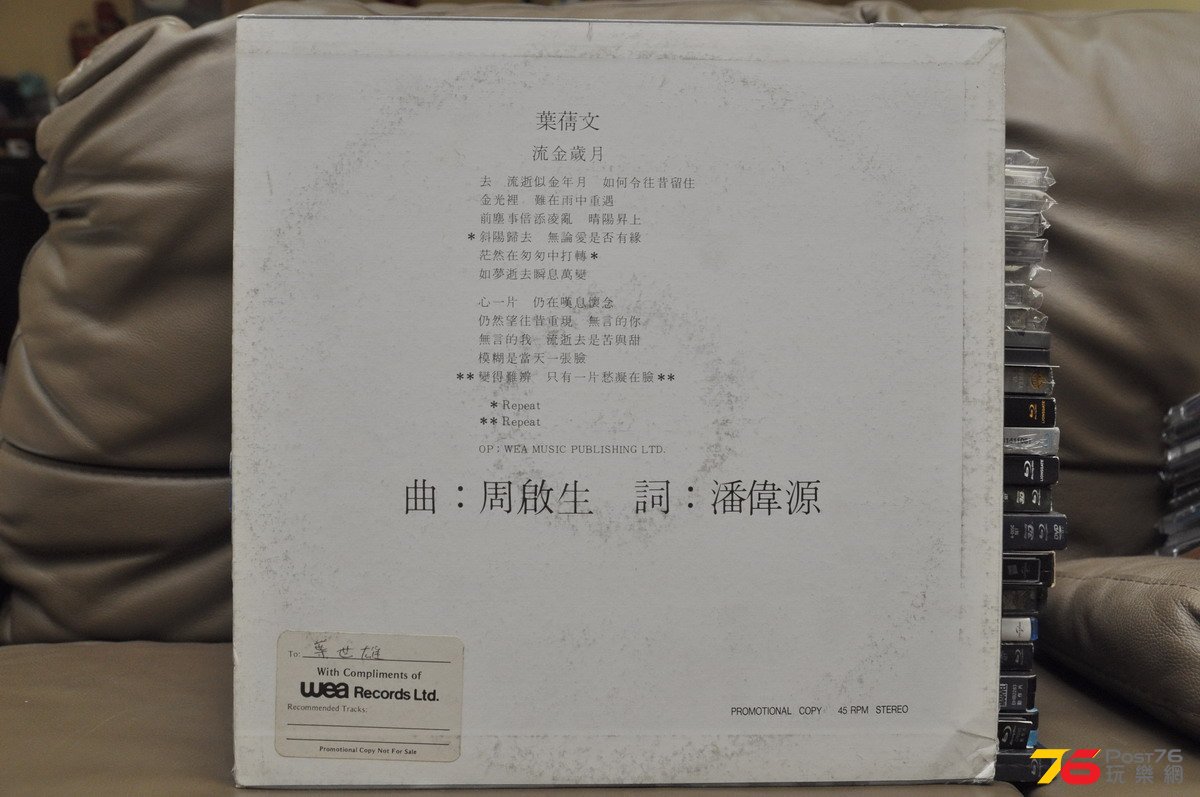 葉蒨文
流金歲月
去　流逝似金年月　如何令往昔留住
金光裡　難在雨中重遇
前塵事倍添凌亂　晴陽昇上
*斜陽歸去　無論愛是否有緣
茫然在匆匆中打轉*
如夢逝去瞬息萬變
心一片　仍在嘆息懷念
仍然望往昔重現　無言的你
無言的我　流逝去是苦與甜
模糊是當天一張臉
**變得難辨　只有一片愁凝在臉**
* Repeat
** Repeat
OP：WEA MUSIC PUBLISHING LTD.
曲：周啟生　詞：潘偉源
To: 葉世雄
With Compliments of
wea Records Ltd.
Recommended Tracks:
Promotional Copy Not For Sale
PROMOTIONAL COPY 45 RPM STEREO
76 Post76
玩樂網